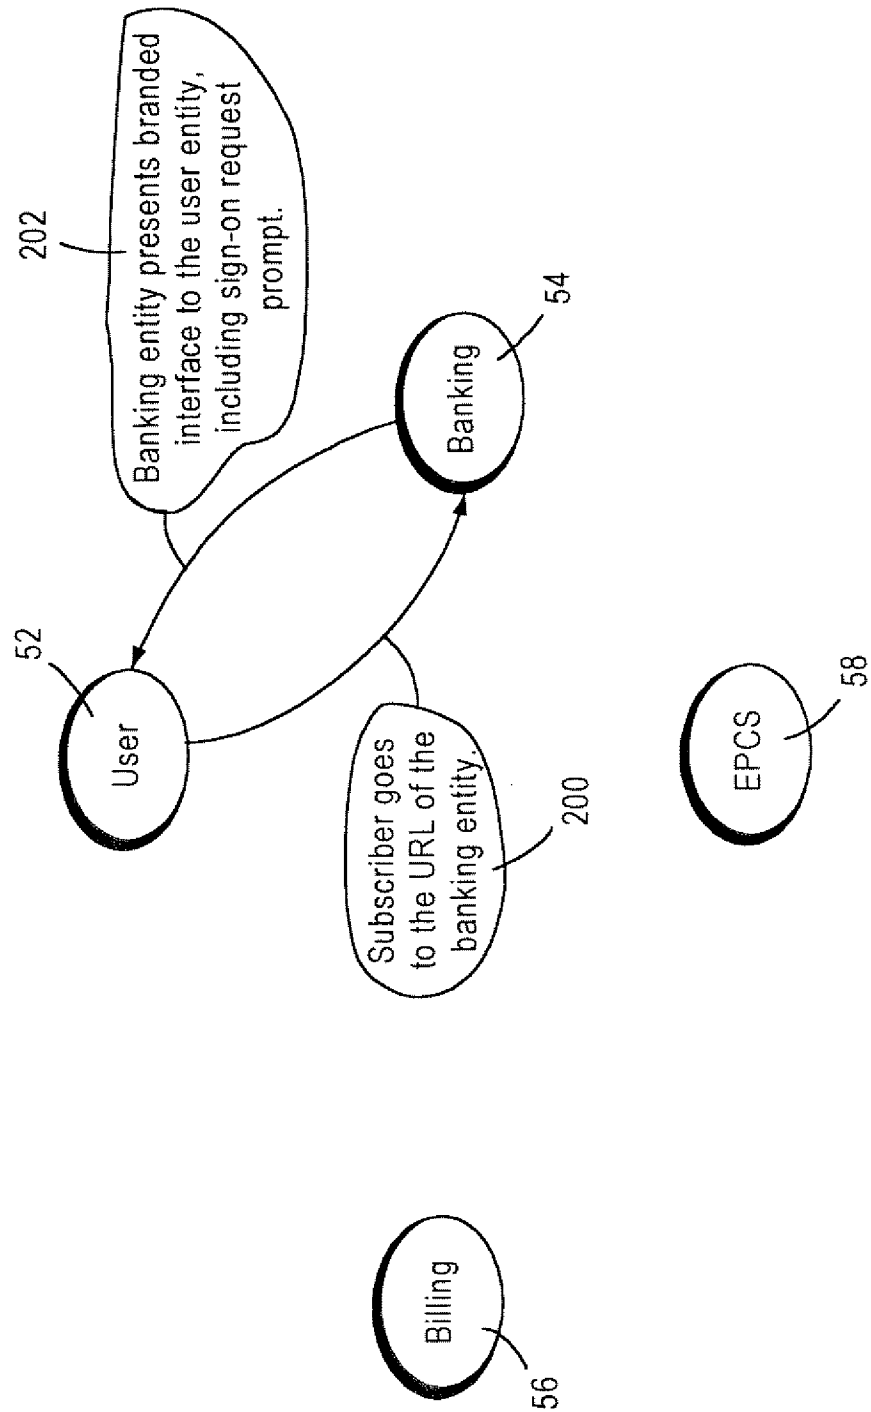 202
Banking entity presents branded
interface to the user entity,
including sign-on request
prompt.
52
User
Banking
54
Subscriber goes
to the URL of the
banking entity.
200
Billing
56
EPCS
58